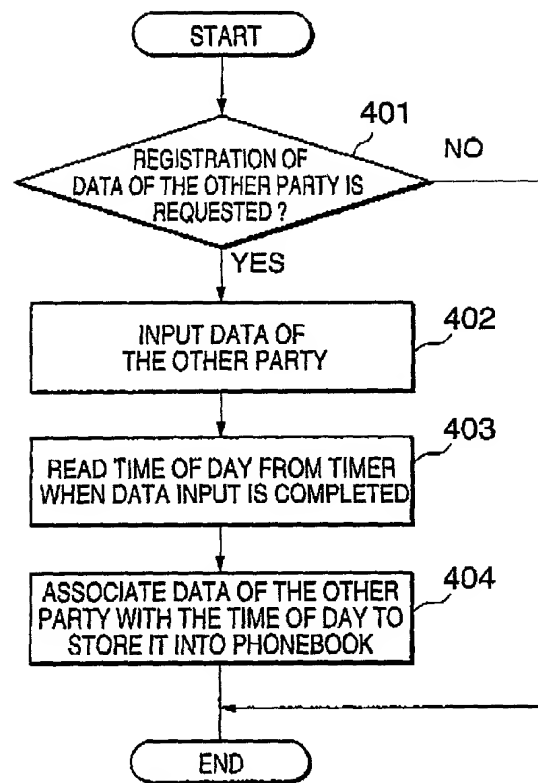 START
401
REGISTRATION OF
DATA OF THE OTHER PARTY IS
REQUESTED ?
NO
YES
402
INPUT DATA OF
THE OTHER PARTY
403
READ TIME OF DAY FROM TIMER
WHEN DATA INPUT IS COMPLETED
404
ASSOCIATE DATA OF THE OTHER
PARTY WITH THE TIME OF DAY TO
STORE IT INTO PHONEBOOK
END